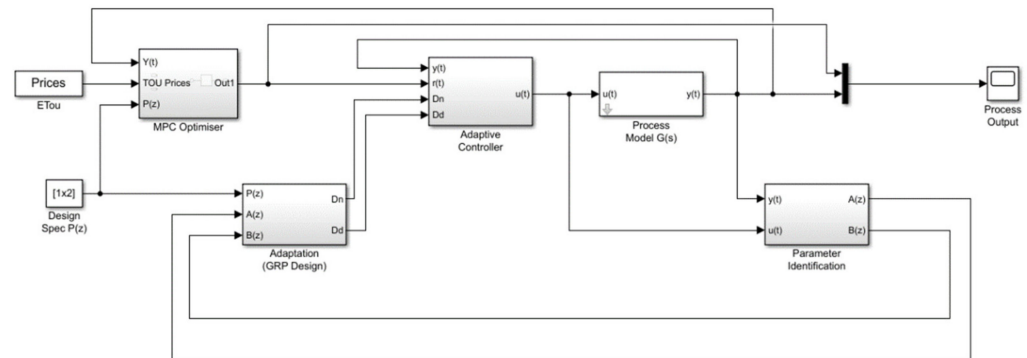 Y(t)
TOU Prices
Out1
P(z)
MPC Optimiser
Prices
ETou
y(t)
r(t)
Dn
Dd
u(t)
Adaptive
Controller
u(t)
y(t)
Process
Model G(s)
Process
Output
[1x2]
Design
Spec P(z)
P(z)
A(z)
B(z)
Dn
Dd
Adaptation
(GRP Design)
y(t)
u(t)
A(z)
B(z)
Parameter
Identification